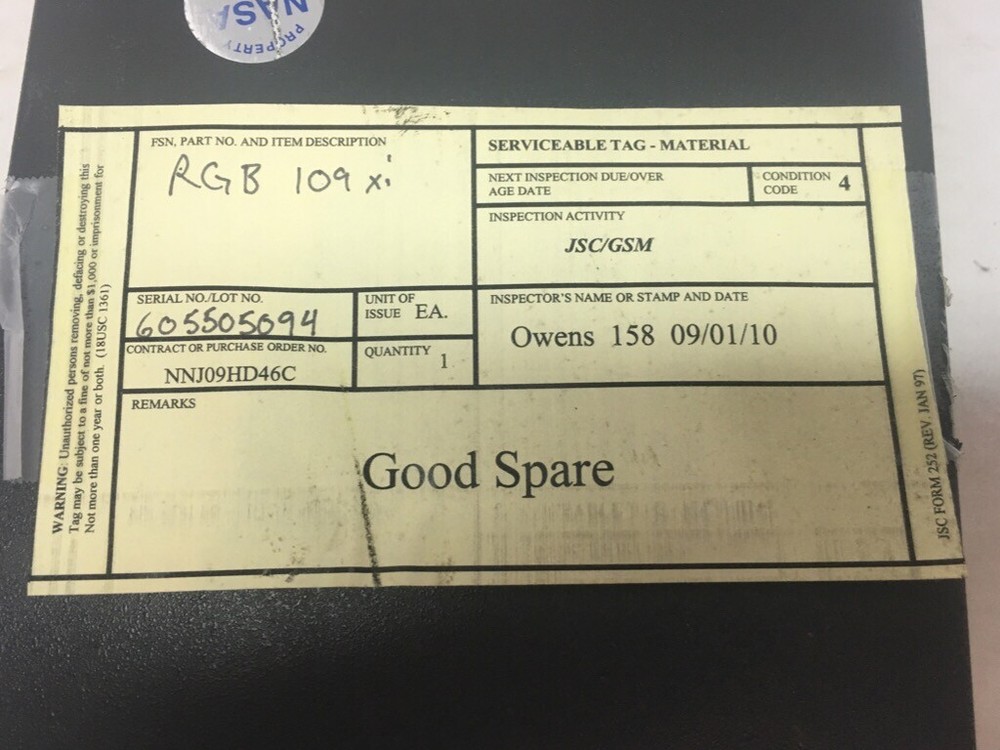 NASA
PROPERTY
WARNING: Unauthorized persons removing, defacing or destroying this
Tag may be subject to a fine of not more than $1,000 or imprisonment for
Not more than one year or both. (18USC 1361)
FSN, PART NO. AND ITEM DESCRIPTION
RGB 109 xi
SERVICEABLE TAG - MATERIAL
NEXT INSPECTION DUE/OVER
AGE DATE
CONDITION
CODE 4
INSPECTION ACTIVITY
JSC/GSM
SERIAL NO./LOT NO.
605505094
UNIT OF
ISSUE EA.
INSPECTOR'S NAME OR STAMP AND DATE
Owens 158 09/01/10
CONTRACT OR PURCHASE ORDER NO.
NNJ09HD46C
QUANTITY
1
REMARKS
Good Spare
JSC FORM 252 (REV. JAN 97)